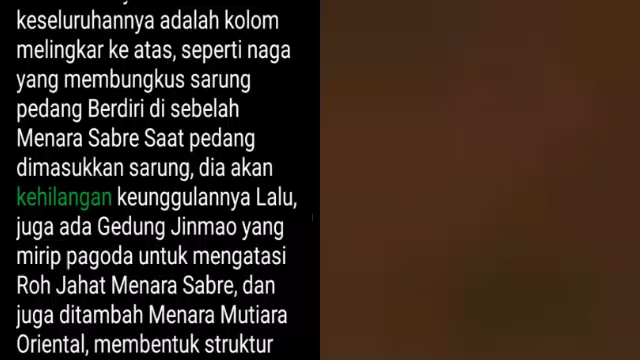 keseluruhannya adalah kolom
melingkar ke atas, seperti naga
yang membungkus sarung
pedang Berdiri di sebelah
Menara Sabre Saat pedang
dimasukkan sarung, dia akan
kehilangan keunggulannya Lalu,
juga ada Gedung Jinmao yang
mirip pagoda untuk mengatasi
Roh Jahat Menara Sabre, dan
juga ditambah Menara Mutiara
Oriental, membentuk struktur